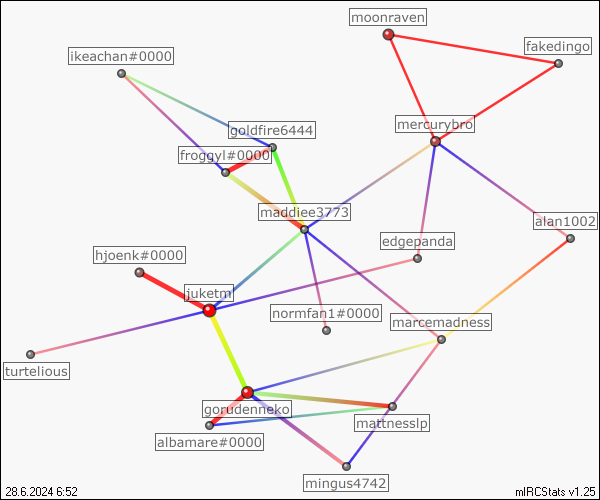 moonraven
fakedingo
ikeachan#0000
goldfire6444
mercurybro
froggyl#0000
maddiee3773
alan1002
edgepanda
hjoenk#0000
juketm
normfan1#0000
marcemadness
turtelious
gorudenneko
mattnesslp
albamare#0000
mingus4742
28.6.2024 6:52
mIRCStats v1.25